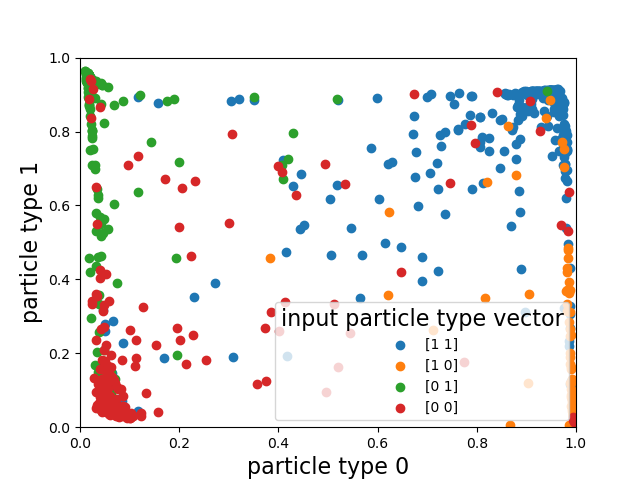 1.0
0.8
0.6
0.4
0.2
0.0
particle type 1
input particle type vector
[1 1]
[1 0]
[0 1]
[0 0]
0.0 0.2 0.4 0.6 0.8 1.0
particle type 0